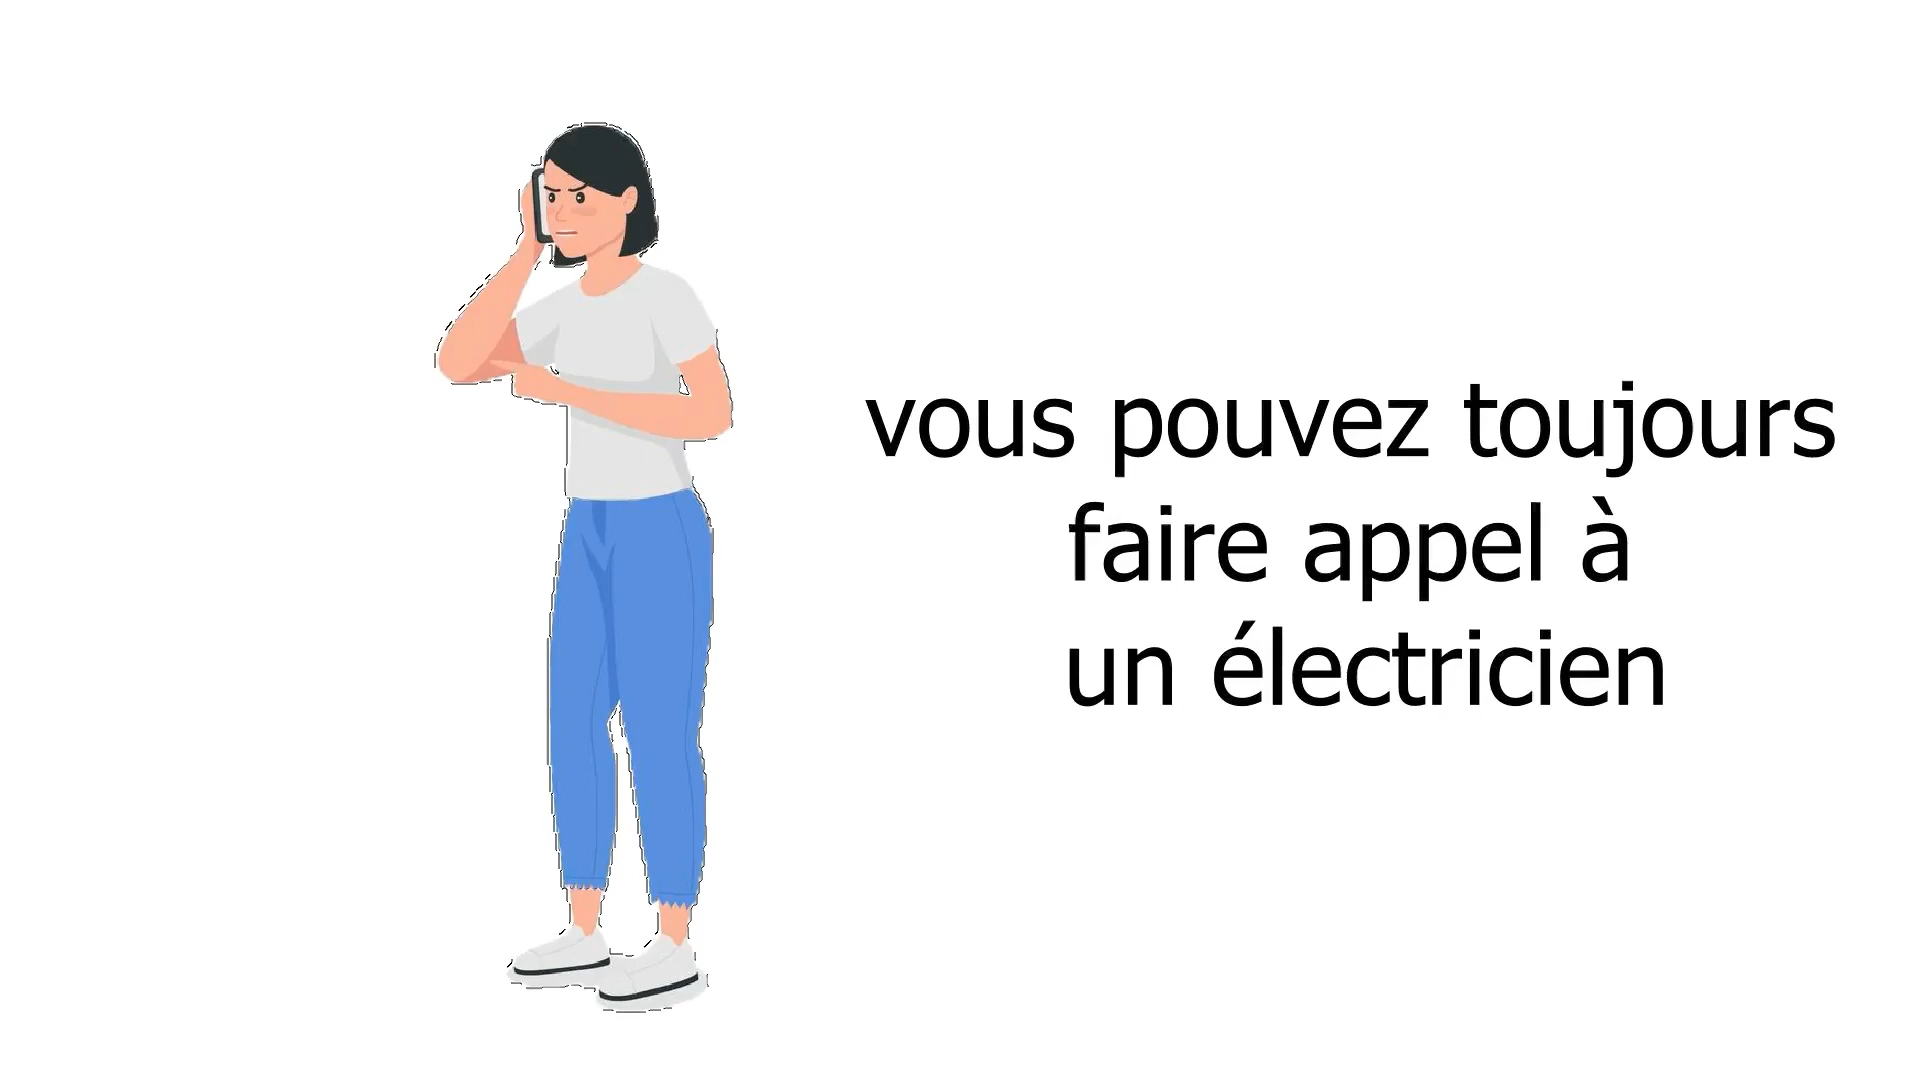 vous pouvez toujours
faire appel à
un électricien